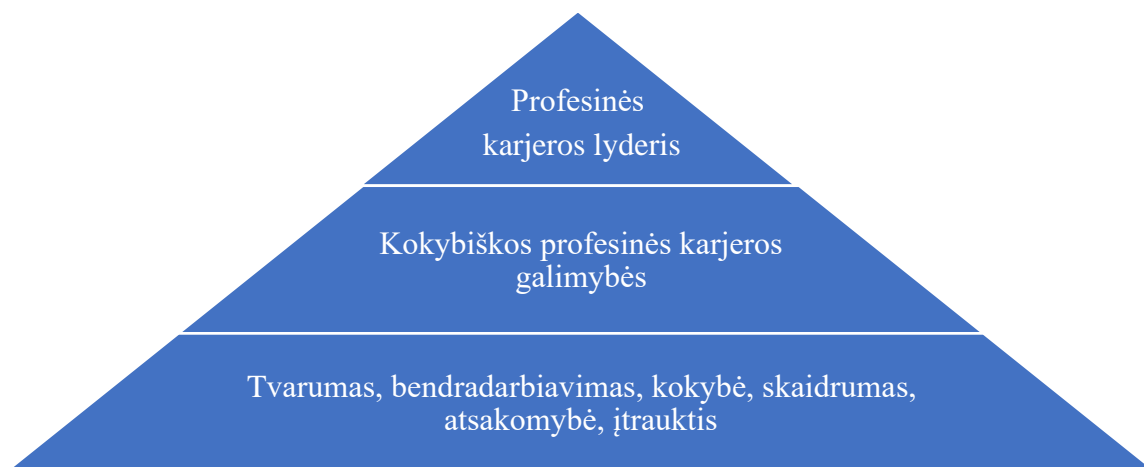 Profesinės
karjeros lyderis
Kokybiškos profesinės karjeros
galimybės
Tvarumas, bendradarbiavimas, kokybė, skaidrumas,
atsakomybė, įtrauktis